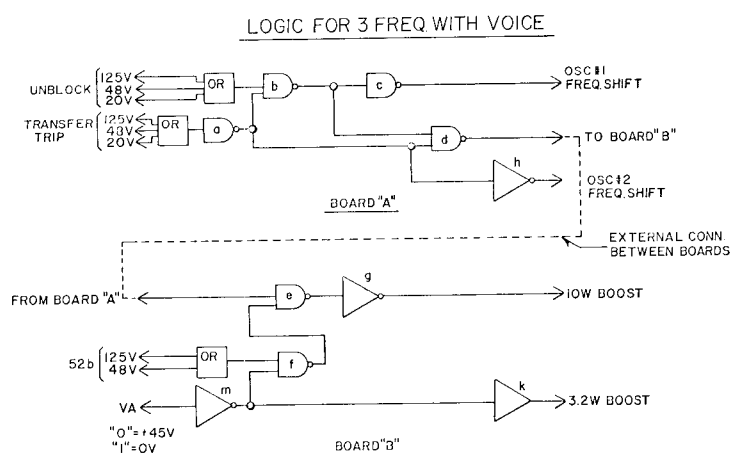 LOGIC FOR 3 FREQ. WITH VOICE
UNBLOCK
125V
48V
20V
OR
b
c
OSC#1
FREQ. SHIFT
TRANSFER
TRIP
125V
48V
20V
OR
a
d
TO BOARD "B"
h
OSC#2
FREQ. SHIFT
BOARD "A"
EXTERNAL CONN.
BETWEEN BOARDS
FROM BOARD "A"
e
g
10W BOOST
52b
125V
48V
OR
f
m
k
VA
3.2W BOOST
"0"=+45V
"1"=0V
BOARD "B"